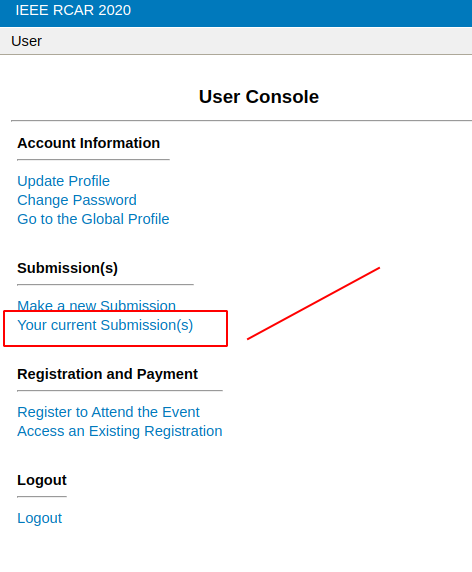 IEEE RCAR 2020
User
User Console
Account Information
Update Profile
Change Password
Go to the Global Profile
Submission(s)
Make a new Submission
Your current Submission(s)
Registration and Payment
Register to Attend the Event
Access an Existing Registration
Logout
Logout